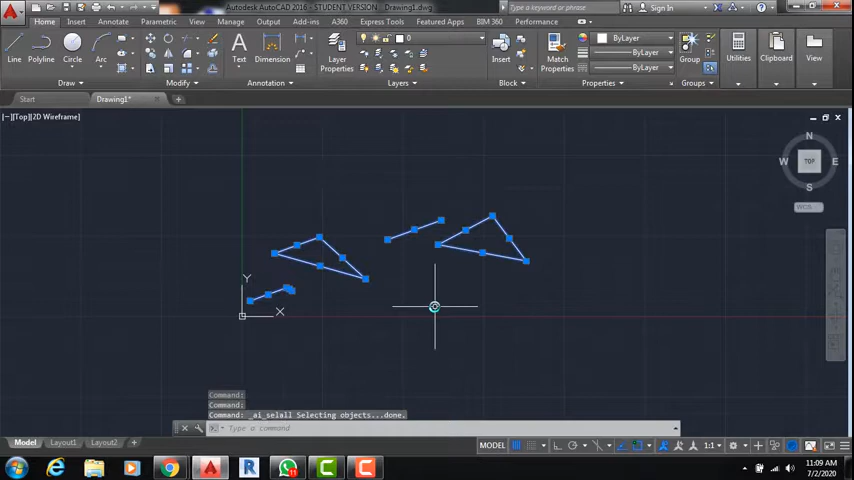 Autodesk AutoCAD 2016 - STUDENT VERSION Drawing1.dwg
Type a keyword or phrase
Sign In
Home Insert Annotate Parametric View Manage Output Add-ins A360 Express Tools Featured Apps BIM 360 Performance
Line Polyline Circle Arc Text Dimension Layer Properties 0 Insert Match Properties ByLayer Group Utilities Clipboard View
ByLayer
ByLayer
Draw Modify Annotation Layers Block Properties Groups
Start Drawing1*
[−][Top][2D Wireframe]
N
W TOP E
S
WCS
Y
X
Command:
Command:
Command: _ai_selall Selecting objects...done.
Type a command
Model Layout1 Layout2 + MODEL 1:1
11:09 AM
7/2/2020